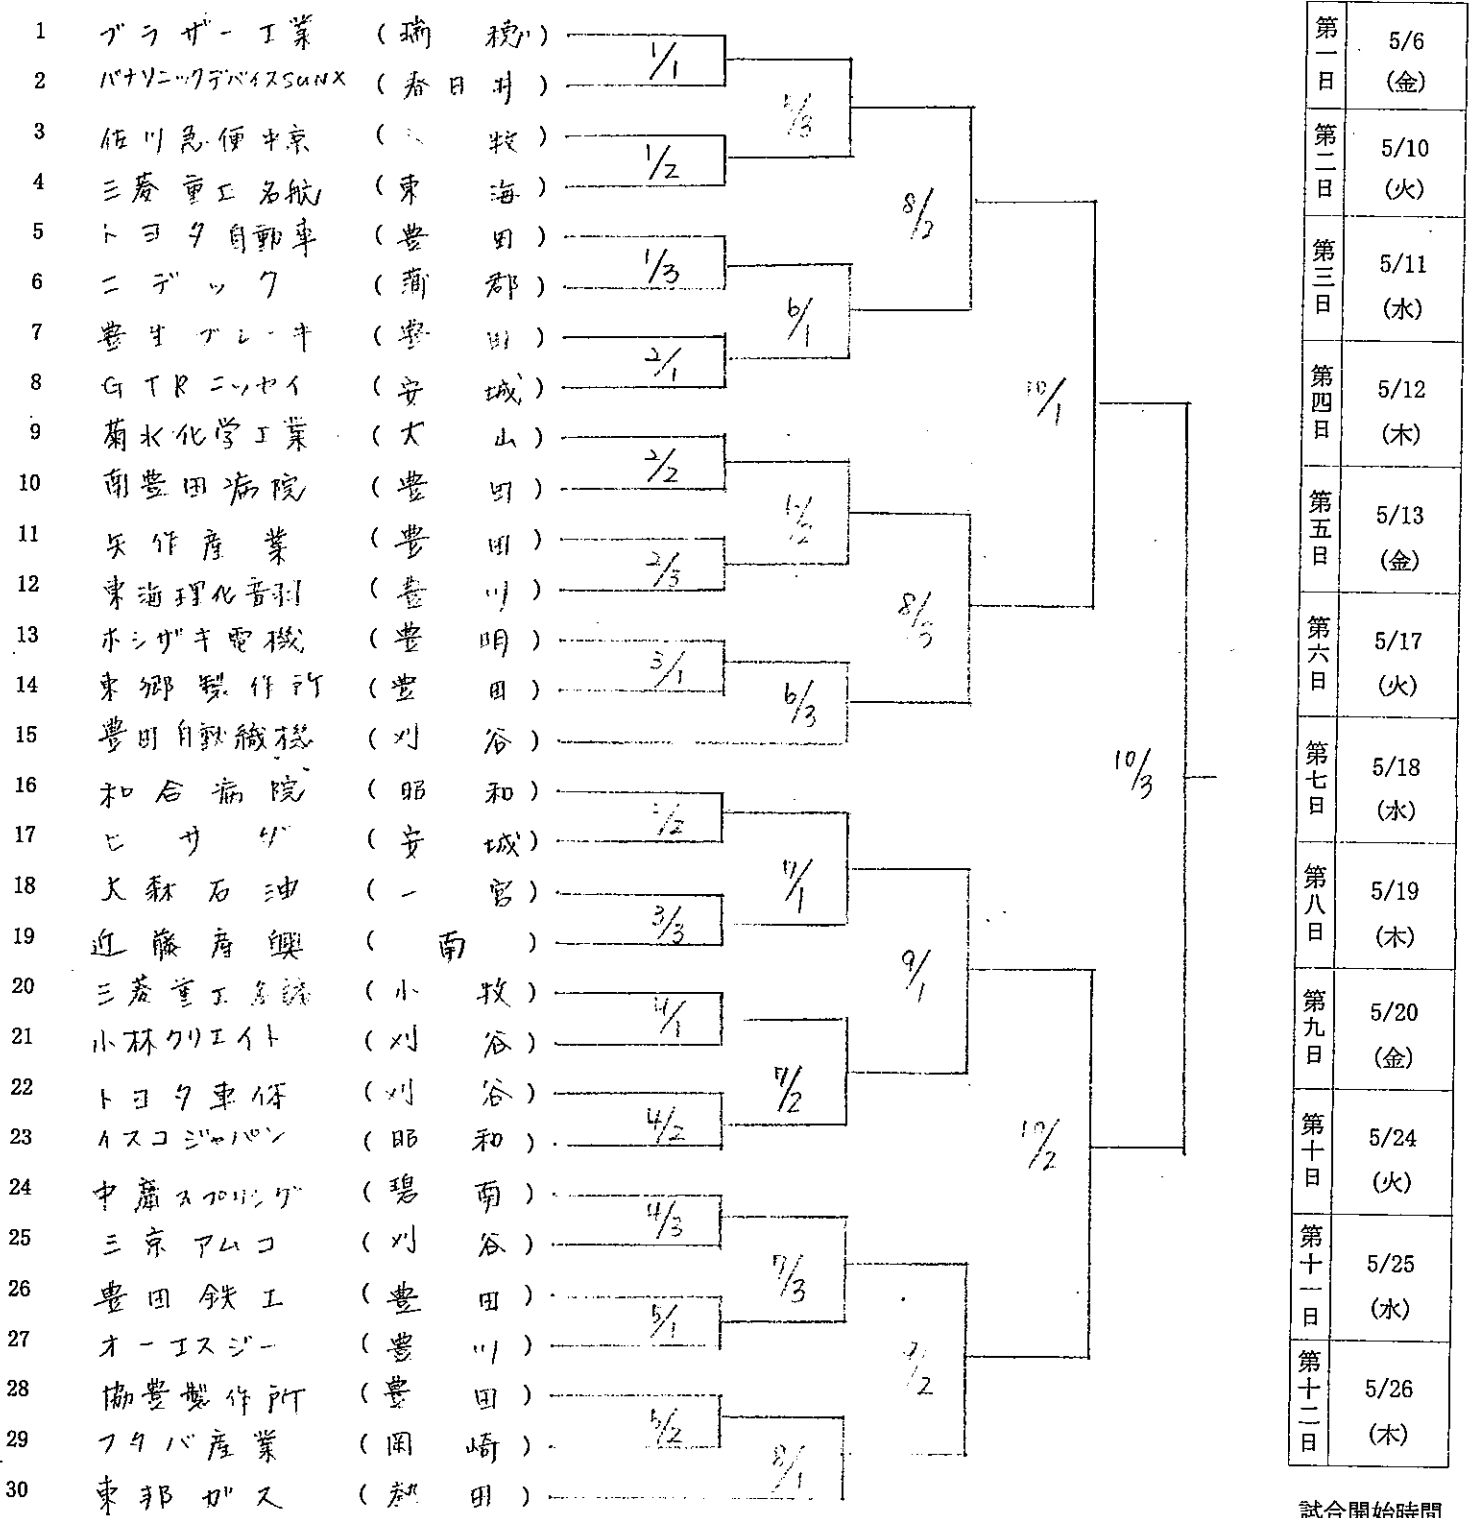 1 ブラザー工業 (瑞穂)
2 パナソニックデバイスSUNX (春日井)
3 佐川急便中京 (牧)
4 三菱重工名航 (東海)
5 トヨタ自動車 (豊田)
6 ニデック (蒲郡)
7 豊生ブレーキ (豊田)
8 GTRニッセイ (安城)
9 菊水化学工業 (犬山)
10 南豊田病院 (豊田)
11 矢作産業 (豊田)
12 東海理化音羽 (豊川)
13 ホシザキ電機 (豊明)
14 東郷製作所 (豊田)
15 豊田自動織機 (刈谷)
16 和合病院 (昭和)
17 ヒサダ (安城)
18 大森石油 (一宮)
19 近藤産興 (南)
20 三菱重工名誘 (小牧)
21 小林クリエイト (刈谷)
22 トヨタ車体 (刈谷)
23 イスコジャパン (昭和)
24 中庸スプリング (碧南)
25 三京アムコ (刈谷)
26 豊田鉄工 (豊田)
27 オーエスジー (豊川)
28 協豊製作所 (豊田)
29 フタバ産業 (岡崎)
30 東邦ガス (熱田)
1/1
1/2
1/3
2/1
2/2
2/3
3/1
3/3
4/1
4/2
4/3
5/1
5/2
5/3
6/1
6/2
6/3
7/1
7/2
7/3
8/1
8/2
8/3
9/1
9/2
10/1
10/2
10/3
第一日 5/6 (金)
第二日 5/10 (火)
第三日 5/11 (水)
第四日 5/12 (木)
第五日 5/13 (金)
第六日 5/17 (火)
第七日 5/18 (水)
第八日 5/19 (木)
第九日 5/20 (金)
第十日 5/24 (火)
第十一日 5/25 (水)
第十二日 5/26 (木)
試合開始時間